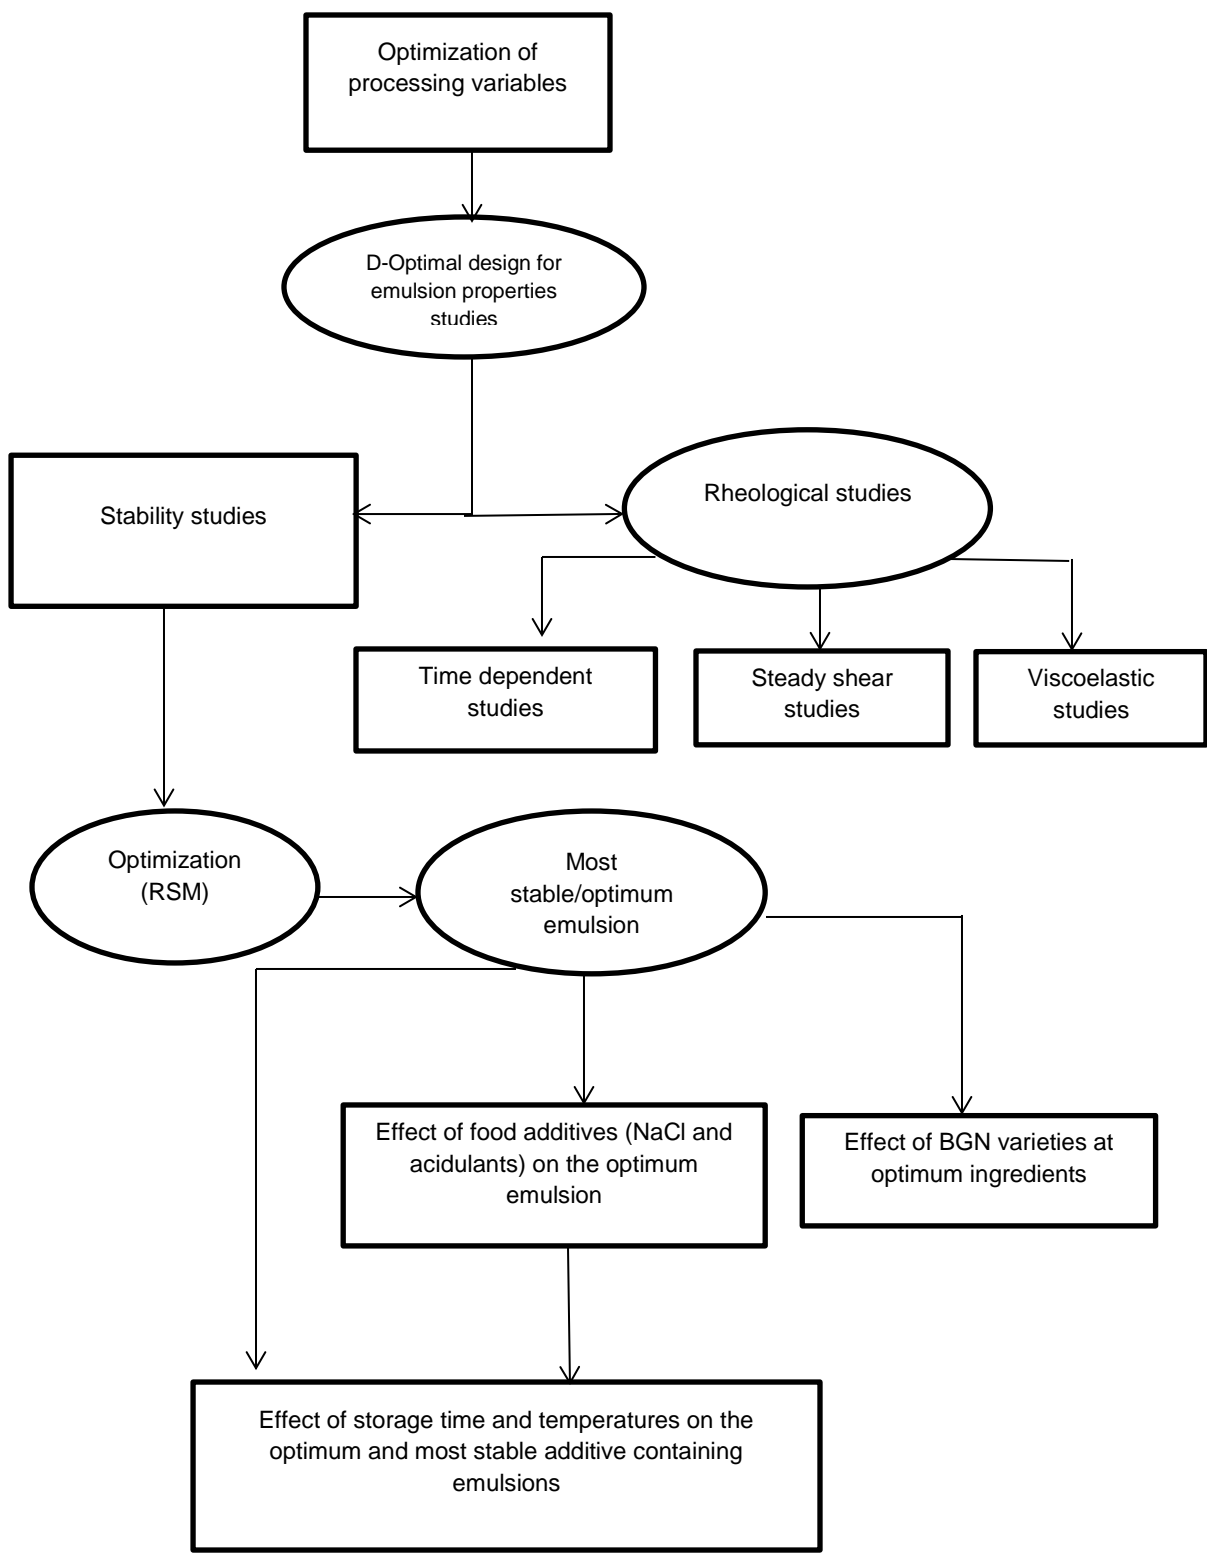 Optimization of
processing variables
D-Optimal design for
emulsion properties
studies
Stability studies
Rheological studies
Time dependent
studies
Steady shear
studies
Viscoelastic
studies
Optimization
(RSM)
Most
stable/optimum
emulsion
Effect of food additives (NaCl and
acidulants) on the optimum
emulsion
Effect of BGN varieties at
optimum ingredients
Effect of storage time and temperatures on the
optimum and most stable additive containing
emulsions